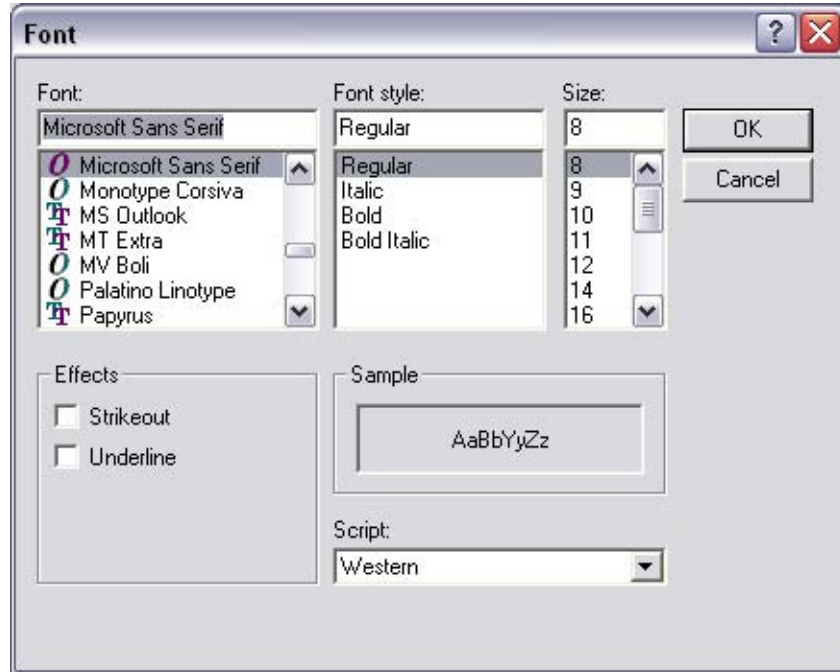 Font
Font:
Microsoft Sans Serif
Microsoft Sans Serif
Monotype Corsiva
MS Outlook
MT Extra
MV Boli
Palatino Linotype
Papyrus
Font style:
Regular
Regular
Italic
Bold
Bold Italic
Size:
8
8
9
10
11
12
14
16
OK
Cancel
Effects
Strikeout
Underline
Sample
AaBbYyZz
Script:
Western